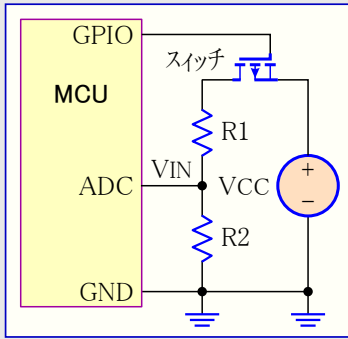 GPIO
スイッチ
MCU
R1
VIN
ADC
VCC
+
−
R2
GND